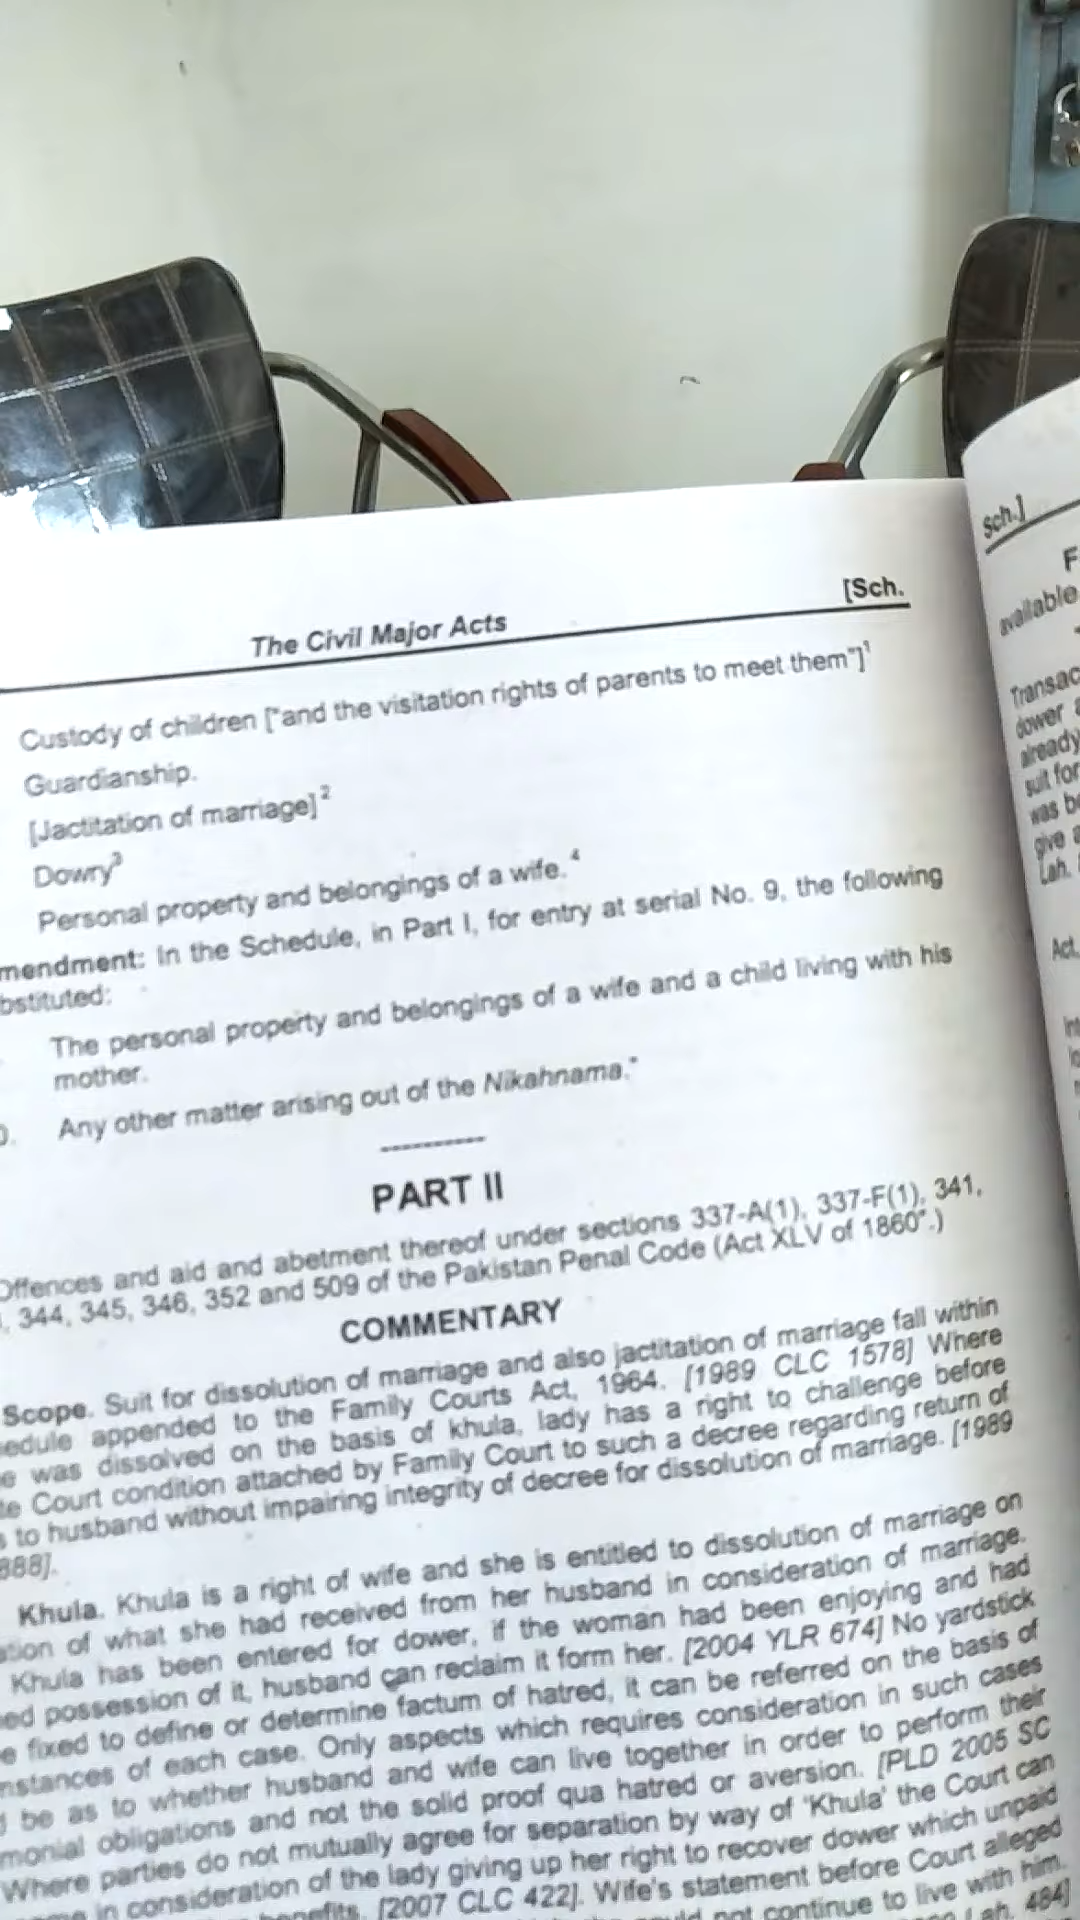 The Civil Major Acts
[Sch.
Custody of children ["and the visitation rights of parents to meet them"]¹
Guardianship.
[Jactitation of marriage]²
Dowry³
Personal property and belongings of a wife.⁴
mendment: In the Schedule, in Part I, for entry at serial No. 9, the following
bstituted:
The personal property and belongings of a wife and a child living with his
mother.
Any other matter arising out of the Nikahnama."
----------
PART II
Offences and aid and abetment thereof under sections 337-A(1), 337-F(1), 341,
, 344, 345, 346, 352 and 509 of the Pakistan Penal Code (Act XLV of 1860".)
COMMENTARY
Scope. Suit for dissolution of marriage and also jactitation of marriage fall within
edule appended to the Family Courts Act, 1964. [1989 CLC 1578] Where
e was dissolved on the basis of khula, lady has a right to challenge before
te Court condition attached by Family Court to such a decree regarding return of
s to husband without impairing integrity of decree for dissolution of marriage. [1989
888].
Khula. Khula is a right of wife and she is entitled to dissolution of marriage on
ation of what she had received from her husband in consideration of marriage.
Khula has been entered for dower, if the woman had been enjoying and had
ed possession of it, husband can reclaim it form her. [2004 YLR 674] No yardstick
e fixed to define or determine factum of hatred, it can be referred on the basis of
nstances of each case. Only aspects which requires consideration in such cases
d be as to whether husband and wife can live together in order to perform their
monial obligations and not the solid proof qua hatred or aversion. [PLD 2005 SC
Where parties do not mutually agree for separation by way of 'Khula' the Court can
in consideration of the lady giving up her right to recover dower which unpaid
benefits. [2007 CLC 422]. Wife's statement before Court alleged
not continue to live with him.
Lah. 484]
Sch.]
F
available
Transac
dower a
already
suit for
was be
give a
Lah.
Act,